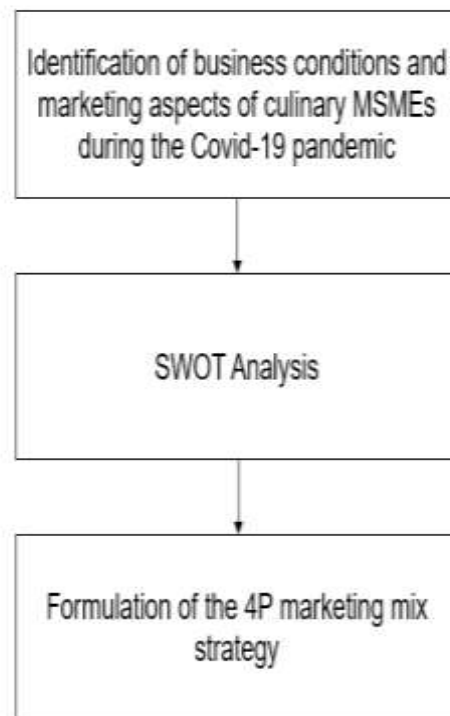 Identification of business conditions and
marketing aspects of culinary MSMEs
during the Covid-19 pandemic
SWOT Analysis
Formulation of the 4P marketing mix
strategy